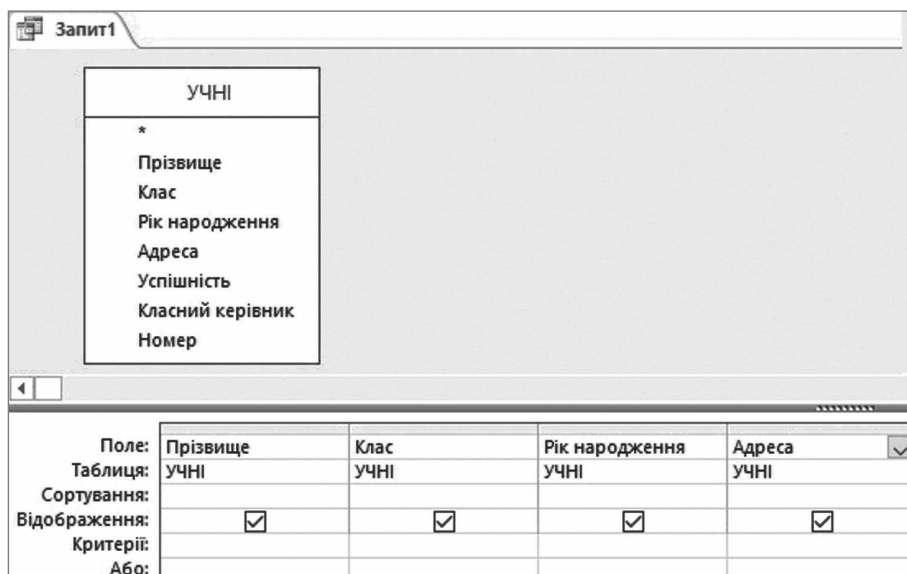 Запит1
УЧНІ
*
Прізвище
Клас
Рік народження
Адреса
Успішність
Класний керівник
Номер
Поле: Прізвище Клас Рік народження Адреса
Таблиця: УЧНІ УЧНІ УЧНІ УЧНІ
Сортування:
Відображення:
Критерії:
Або: